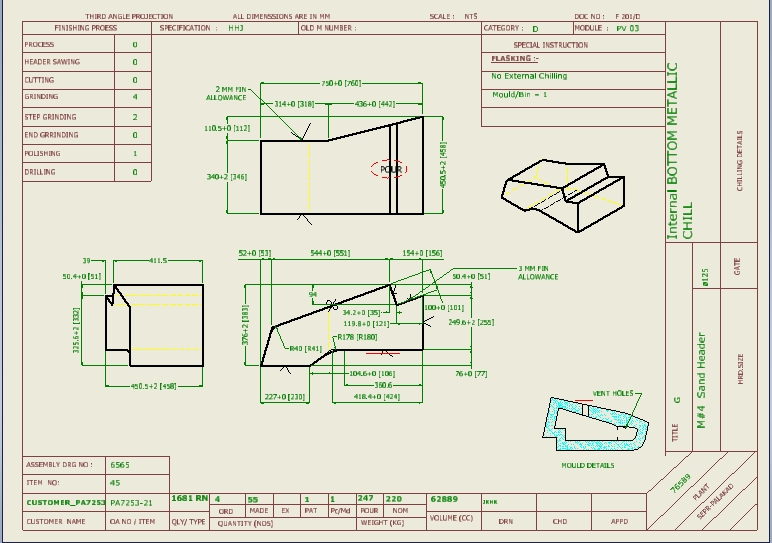 THIRD ANGLE PROJECTION ALL DIMENSSIONS ARE IN MM SCALE : NTS DOC NO : F 201/D
FINISHING PROESS SPECIFICATION : HHJ OLD M NUMBER : CATEGORY : D MODULE : PV 03
PROCESS 0
HEADER SAWING 0
CUTTING 0
GRINDING 4
STEP GRINDING 2
END GRRINDING 0
POLISHING 1
DRILLING 0
SPECIAL INSTRUCTION
FLASKING :-
No External Chilling
Mould/Bin = 1
750+0 [760]
2 MM FIN
ALLOWANCE
314+0 [318] 436+0 [442]
110.5+0 [112]
340+2 [346]
POUR
450.5+2 [458]
Internal BOTTOM METALLIC
CHILL
CHILLING DETAILS
ø125
GATE
M#4 Sand Header
HRD.SIZE
TITLE G
39 411.5
50.4+0 [51]
325.6+2 [332]
450.5+2 [458]
52+0 [53] 544+0 [551] 154+0 [156]
3 MM FIN
ALLOWANCE
50.4+0 [51]
94
376+2 [383]
34.2+0 [35]
100+0 [101]
119.8+0 [121]
249.6+2 [255]
R178 [R180]
R40 [R41]
104.6+0 [106]
76+0 [77]
360.6
227+0 [230] 418.4+0 [424]
VENT HOLES
MOULD DETAILS
ASSEMBLY DRG NO : 6565
ITEM NO: 45
CUSTOMER_PA7253 PA7253-21 1681 RN 4 55 1 1 247 220 62889
ORD MADE EX PAT Pc/Md POUR NOM
CUSTOMER NAME OA NO / ITEM QLY/ TYPE QUANTITY (NOS) WEIGHT (KG) VOLUME (CC) DRN CHD APPD
76589
PLANT
SEPR-PALAKAD